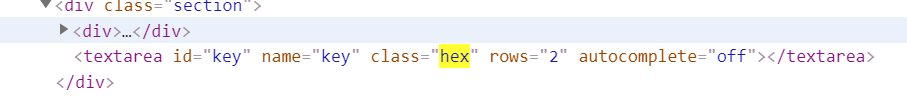 ▼<div class="section">
▶<div>…</div>
<textarea id="key" name="key" class="hex" rows="2" autocomplete="off"></textarea>
</div>